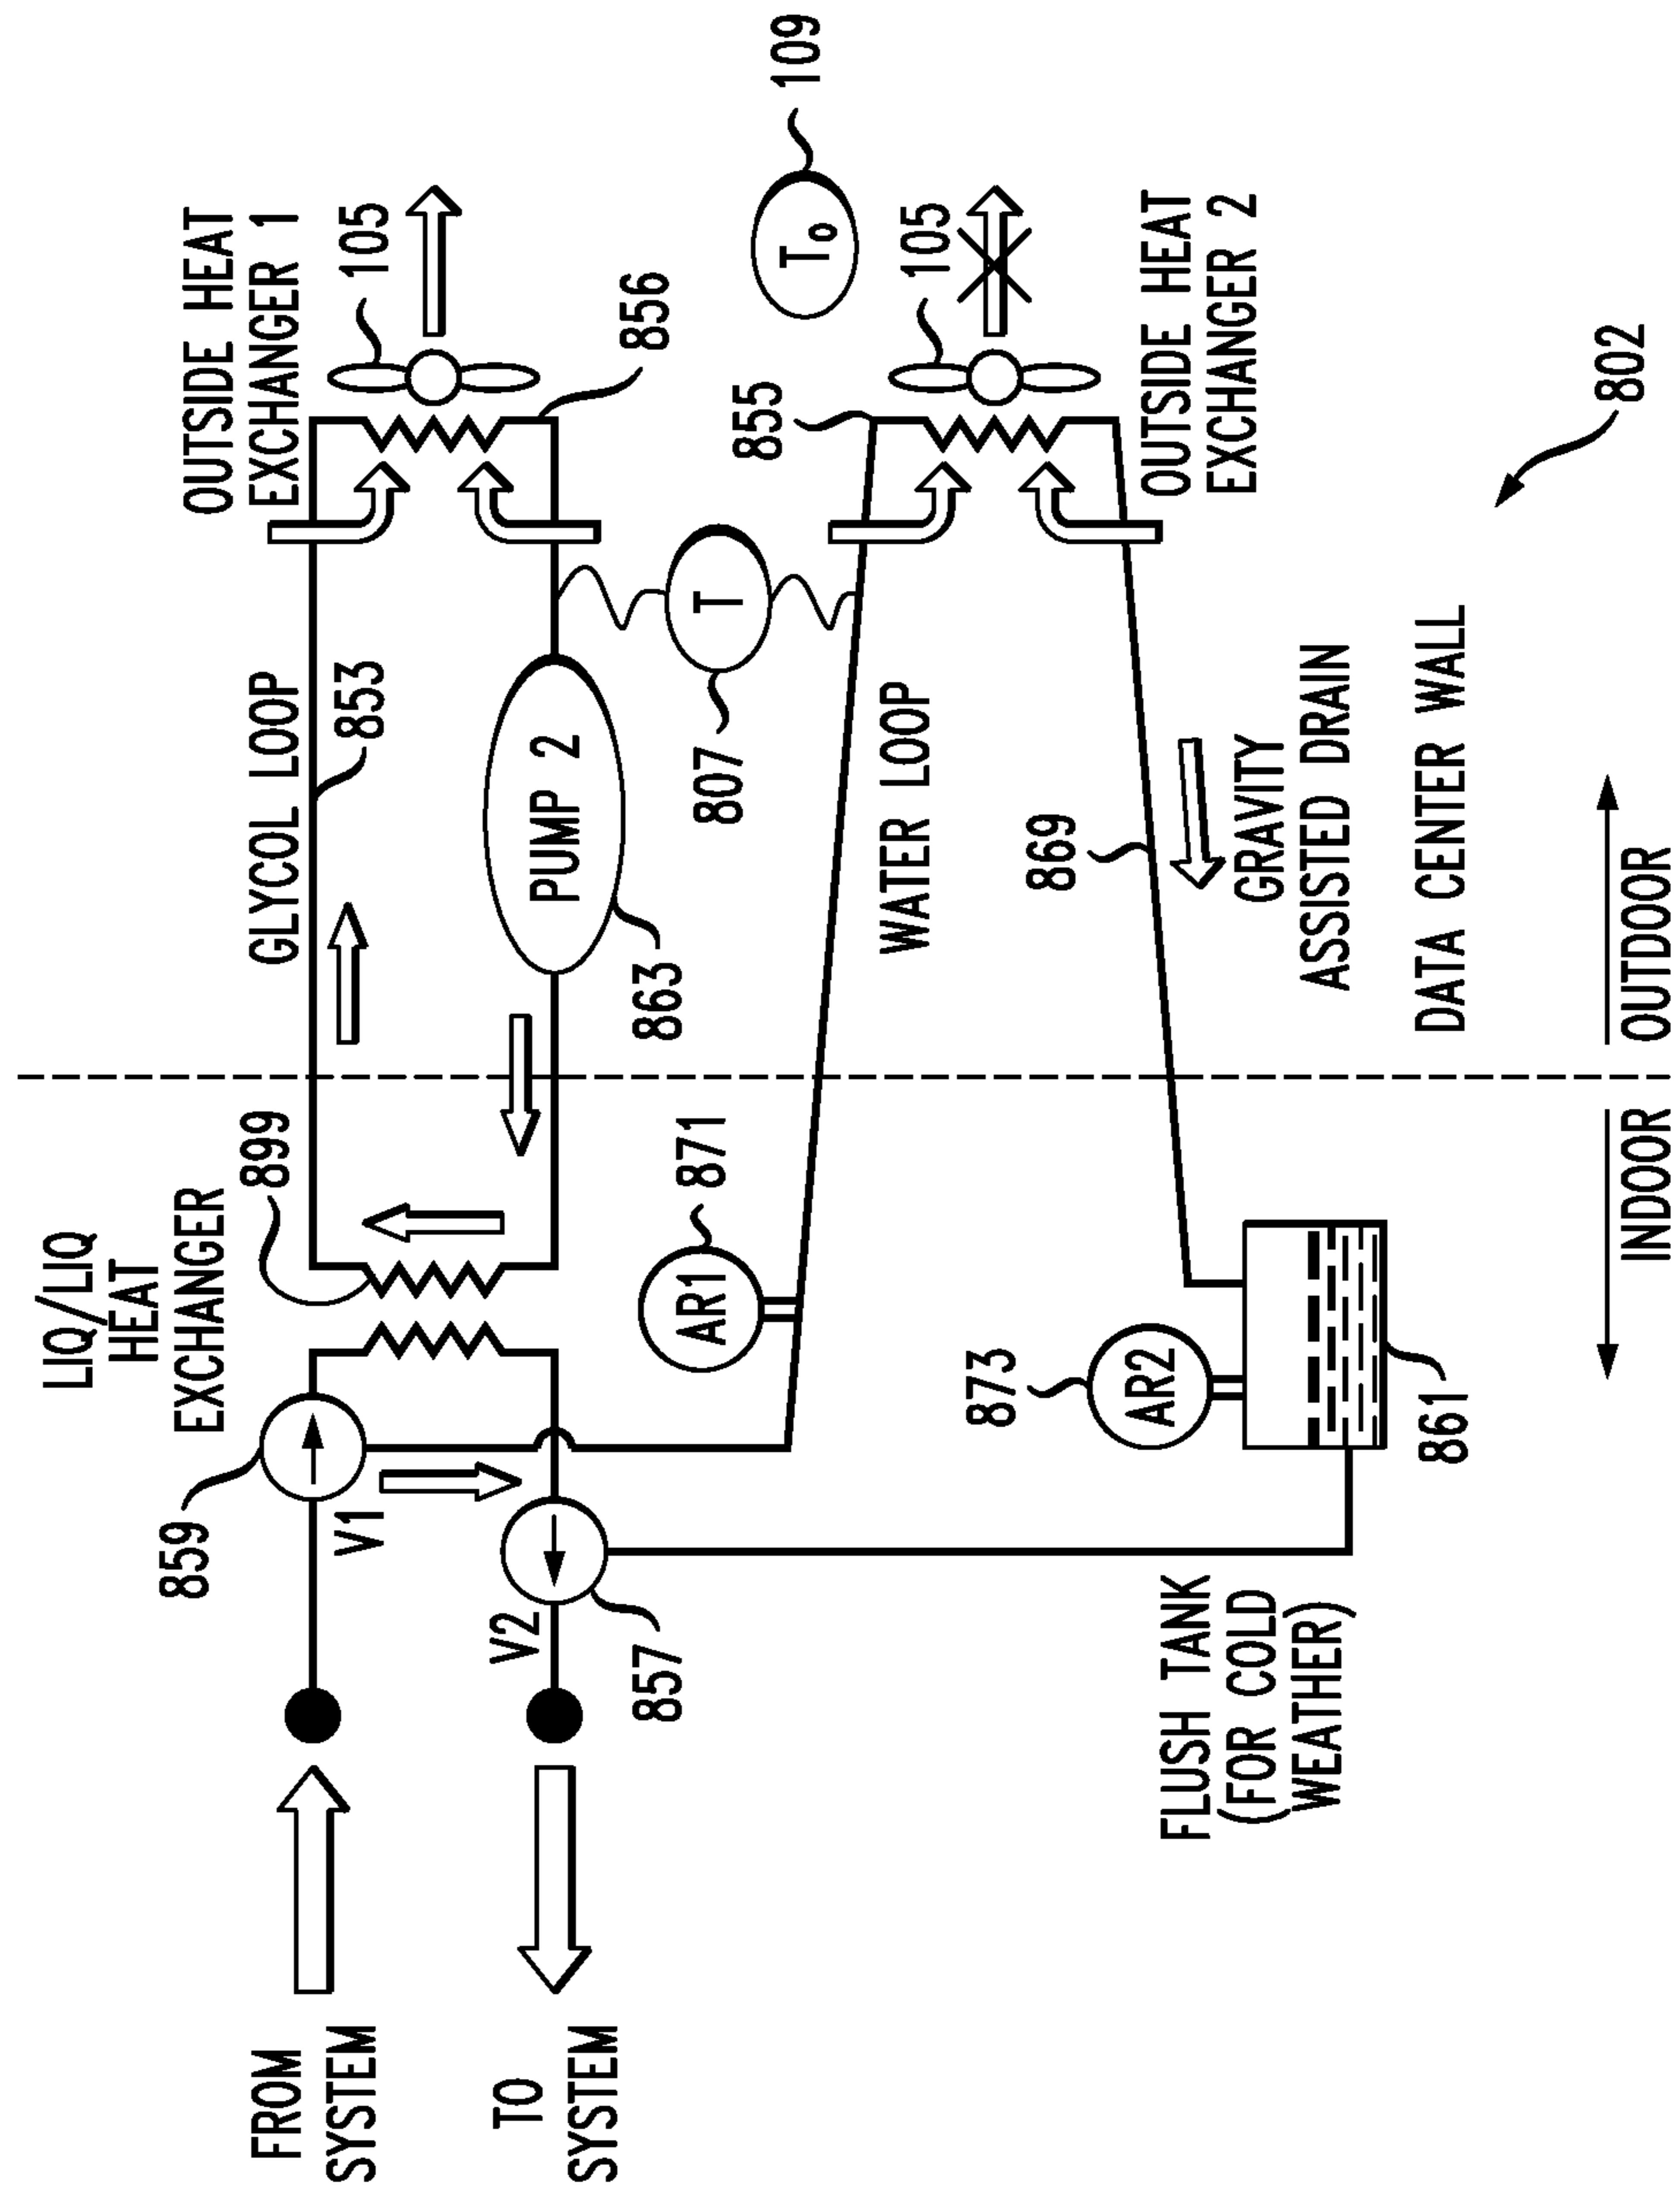 LIQ/LIQ
HEAT
EXCHANGER
899
859
V1
FROM
SYSTEM
V2
TO
SYSTEM
857
GLYCOL LOOP
853
OUTSIDE HEAT
EXCHANGER 1
105
856
PUMP 2
863
T
807
109
To
AR1
871
WATER LOOP
855
105
OUTSIDE HEAT
EXCHANGER 2
869
GRAVITY
ASSISTED DRAIN
873
AR2
861
FLUSH TANK
(FOR COLD
WEATHER)
DATA CENTER WALL
INDOOR
OUTDOOR
802